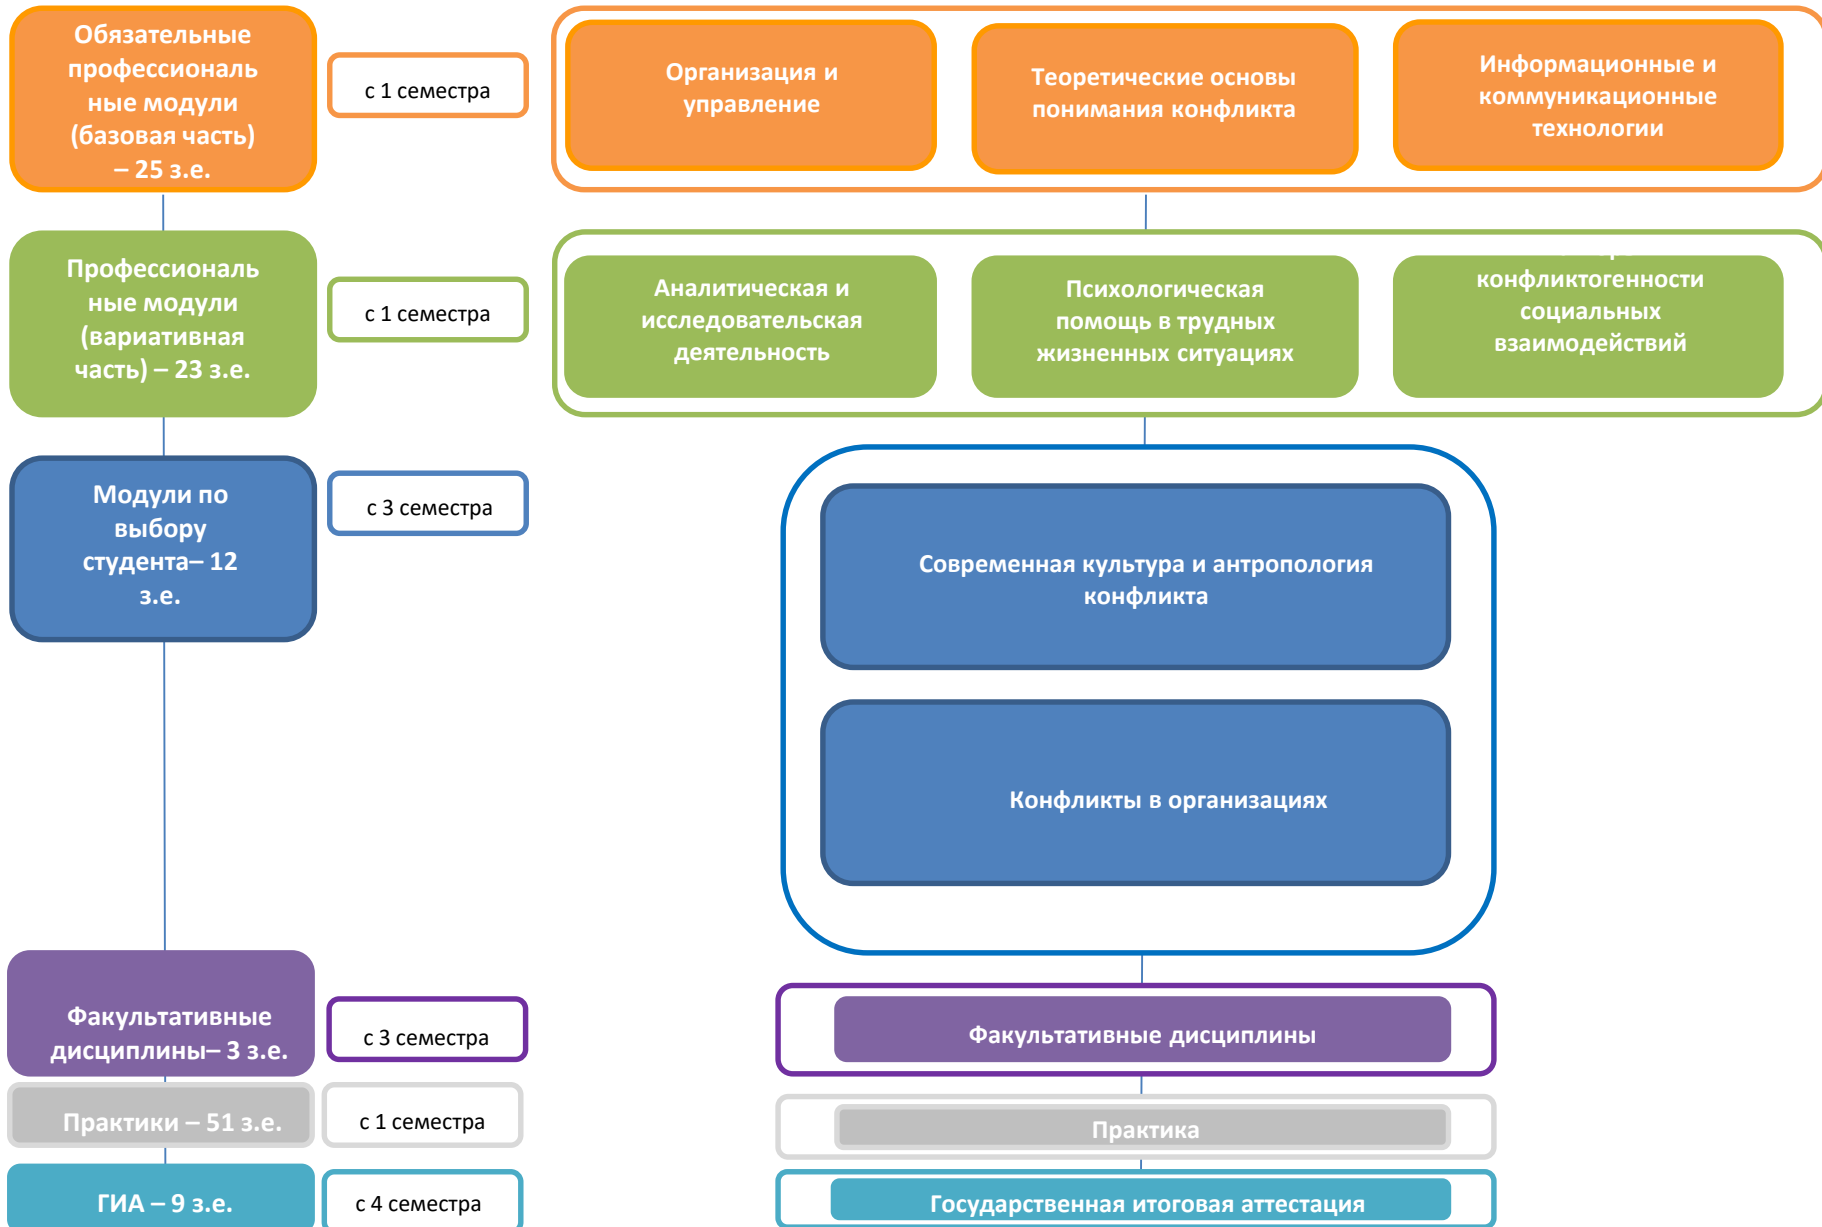 Обязательные
профессиональ
ные модули
(базовая часть)
– 25 з.е.
с 1 семестра
Организация и
управление
Теоретические основы
понимания конфликта
Информационные и
коммуникационные
технологии
Профессиональ
ные модули
(вариативная
часть) – 23 з.е.
с 1 семестра
Аналитическая и
исследовательская
деятельность
Психологическая
помощь в трудных
жизненных ситуациях
конфликтогенности
социальных
взаимодействий
Модули по
выбору
студента– 12
з.е.
с 3 семестра
Современная культура и антропология
конфликта
Конфликты в организациях
Факультативные
дисциплины– 3 з.е.
с 3 семестра
Факультативные дисциплины
Практики – 51 з.е.
с 1 семестра
Практика
ГИА – 9 з.е.
с 4 семестра
Государственная итоговая аттестация